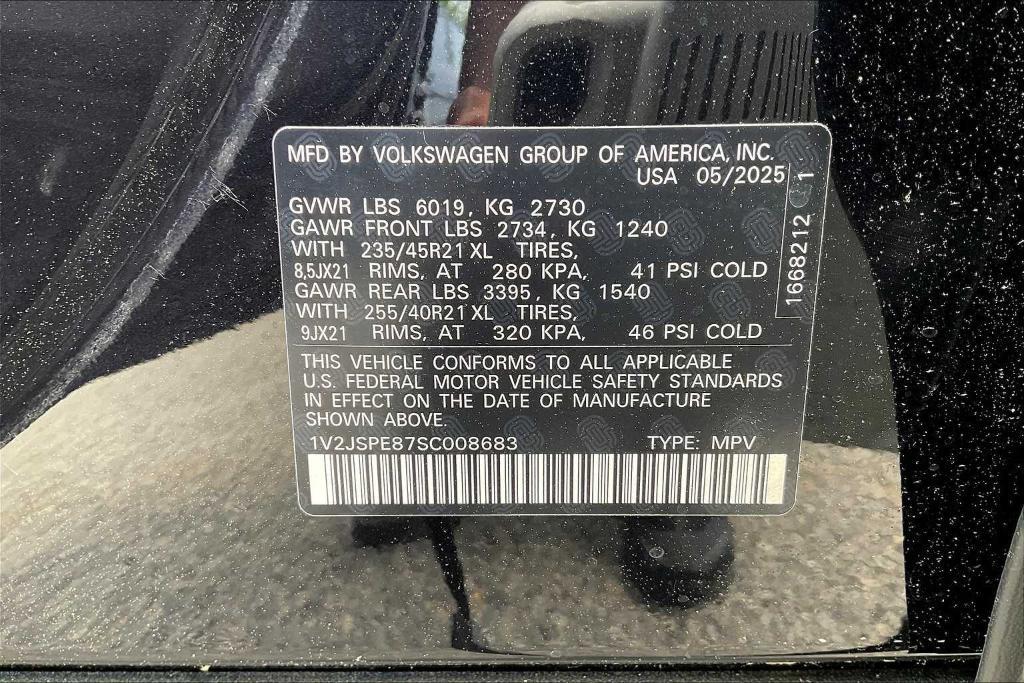 MFD BY VOLKSWAGEN GROUP OF AMERICA, INC.
USA 05/2025
GVWR LBS 6019, KG 2730
GAWR FRONT LBS 2734, KG 1240
WITH 235/45R21 XL TIRES,
8,5JX21 RIMS, AT 280 KPA, 41 PSI COLD
GAWR REAR LBS 3395, KG 1540
WITH 255/40R21 XL TIRES,
9JX21 RIMS, AT 320 KPA, 46 PSI COLD
THIS VEHICLE CONFORMS TO ALL APPLICABLE
U.S. FEDERAL MOTOR VEHICLE SAFETY STANDARDS
IN EFFECT ON THE DATE OF MANUFACTURE
SHOWN ABOVE.
1V2JSPE87SC008683 TYPE: MPV
1668212 1